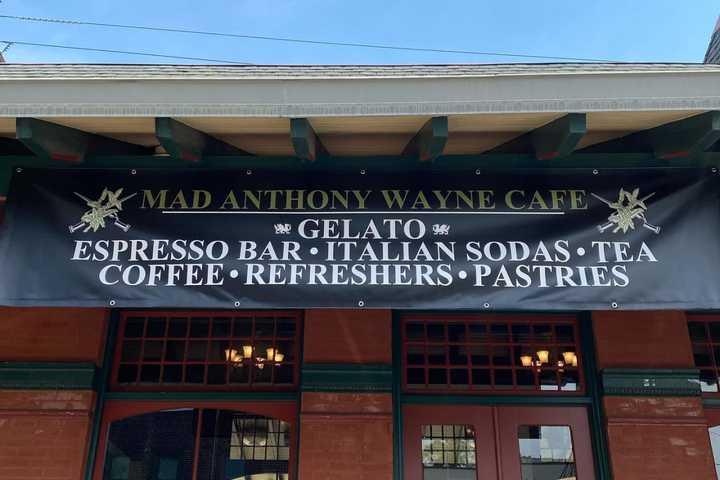 MAD ANTHONY WAYNE CAFE
GELATO
ESPRESSO BAR • ITALIAN SODAS • TEA
COFFEE • REFRESHERS • PASTRIES